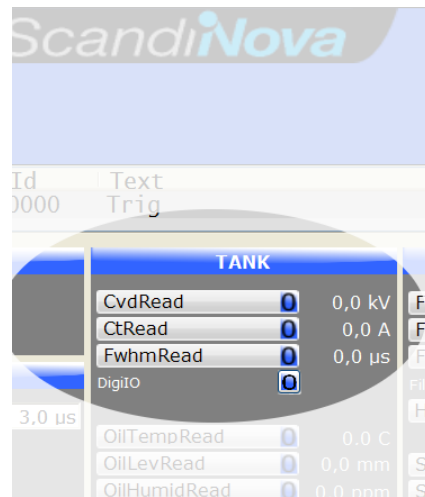 ScandiNova
Id Text
0000 Trig
TANK
CvdRead 0 0,0 kV F
CtRead 0 0,0 A F
FwhmRead 0 0,0 µs F
DigiIO 0 Fil
3,0 µs H
OilTempRead 0 0.0 C
OilLevRead 0 0,0 mm S
OilHumidRead 0 0.0 ppm S